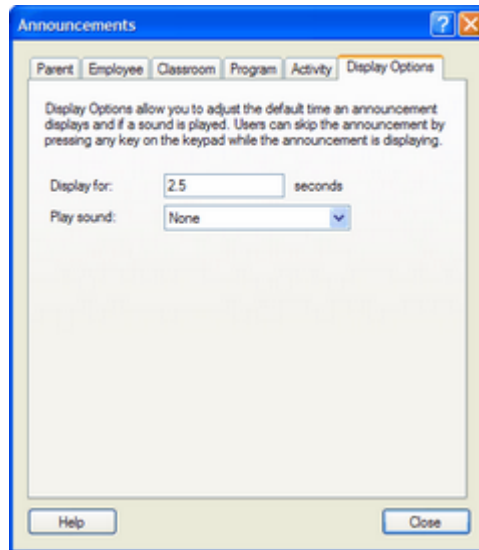 Announcements
Parent Employee Classroom Program Activity Display Options
Display Options allow you to adjust the default time an announcement
displays and if a sound is played. Users can skip the announcement by
pressing any key on the keypad while the announcement is displaying.
Display for: 2.5 seconds
Play sound: None
Help Close